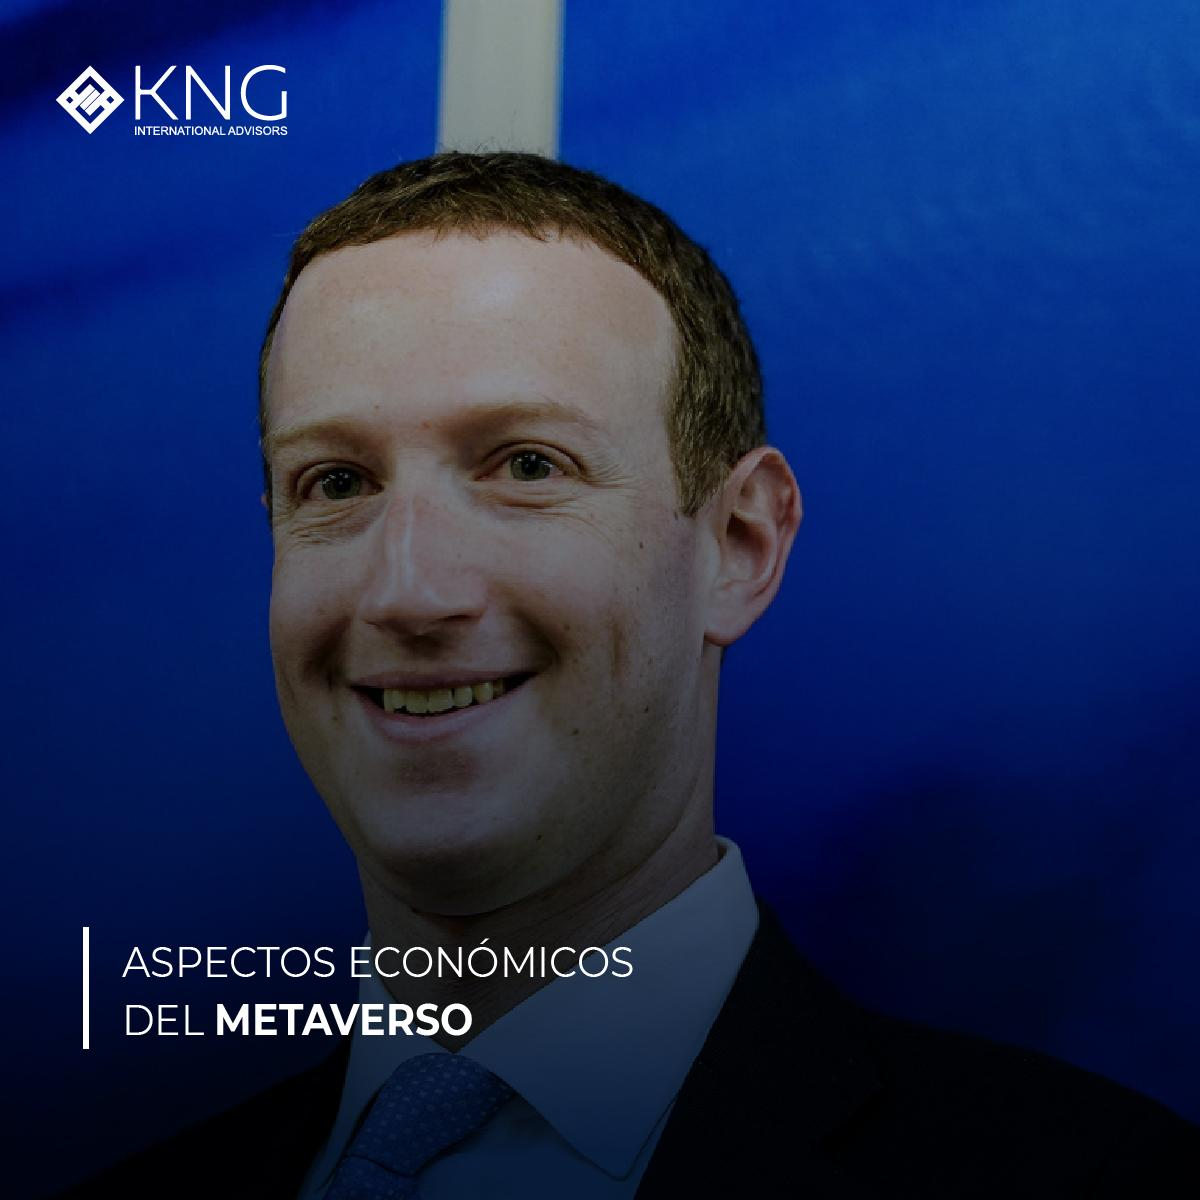 KNG
INTERNATIONAL ADVISORS
ASPECTOS ECONÓMICOS
DEL METAVERSO